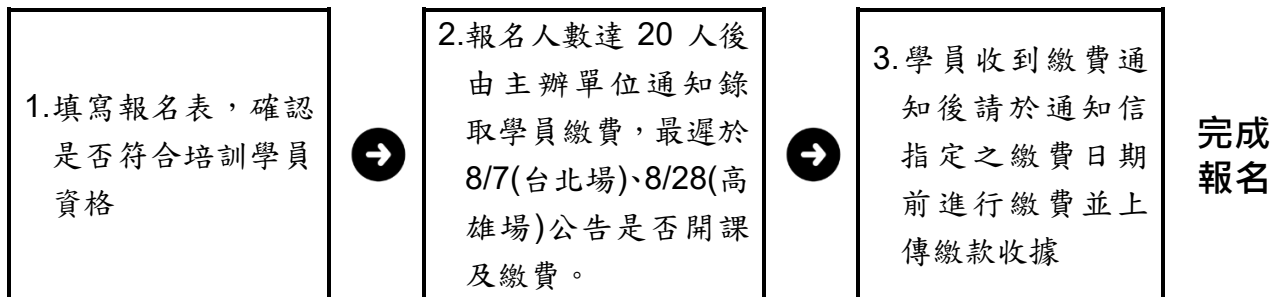 1.填寫報名表，確認
是否符合培訓學員
資格
2.報名人數達 20 人後
由主辦單位通知錄
取學員繳費，最遲於
8/7(台北場)、8/28(高
雄場)公告是否開課
及繳費。
3.學員收到繳費通
知後請於通知信
指定之繳費日期
前進行繳費並上
傳繳款收據
完成
報名